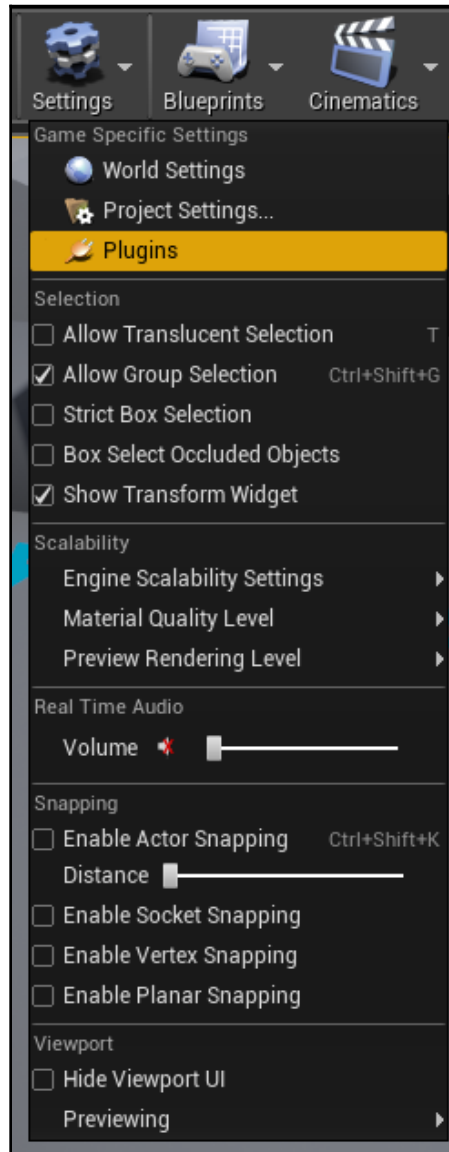 Settings Blueprints Cinematics
Game Specific Settings
World Settings
Project Settings...
Plugins
Selection
Allow Translucent Selection T
Allow Group Selection Ctrl+Shift+G
Strict Box Selection
Box Select Occluded Objects
Show Transform Widget
Scalability
Engine Scalability Settings
Material Quality Level
Preview Rendering Level
Real Time Audio
Volume
Snapping
Enable Actor Snapping Ctrl+Shift+K
Distance
Enable Socket Snapping
Enable Vertex Snapping
Enable Planar Snapping
Viewport
Hide Viewport UI
Previewing